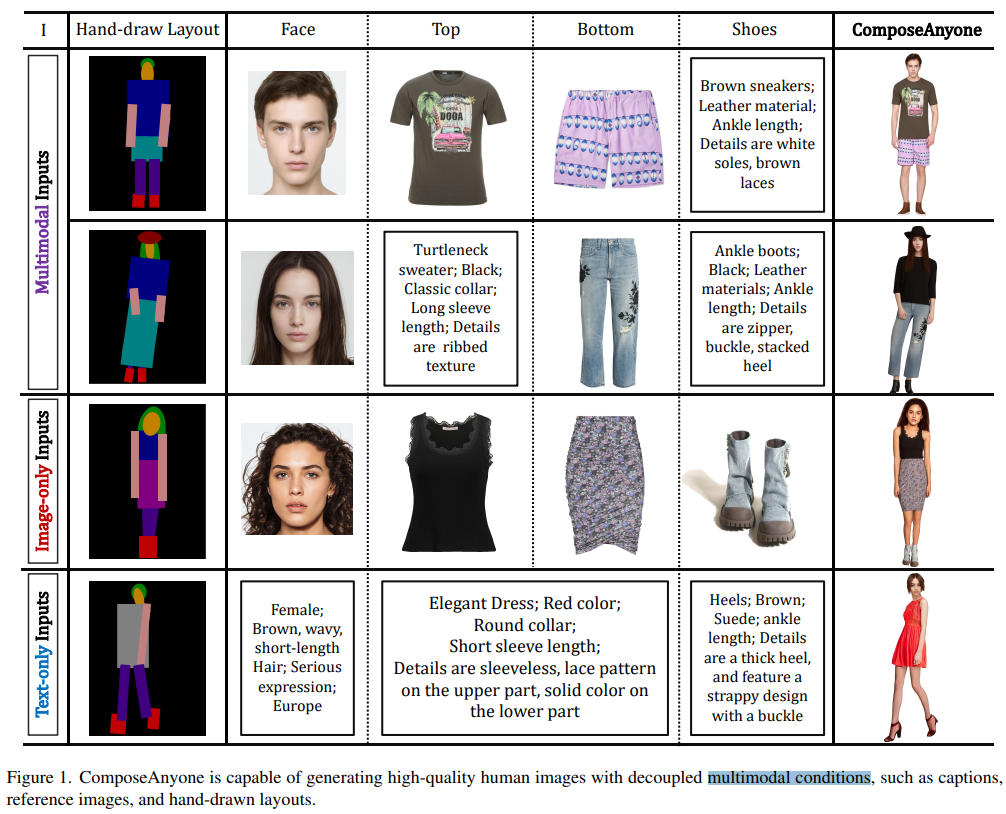 I
Hand-draw Layout
Face
Top
Bottom
Shoes
ComposeAnyone
Multimodal Inputs
DOOA
Brown sneakers;
Leather material;
Ankle length;
Details are white
soles, brown
laces
Turtleneck
sweater; Black;
Classic collar;
Long sleeve
length; Details
are ribbed
texture
Ankle boots;
Black; Leather
materials; Ankle
length; Details
are zipper,
buckle, stacked
heel
Image-only Inputs
Text-only Inputs
Female;
Brown, wavy,
short-length
Hair; Serious
expression;
Europe
Elegant Dress; Red color;
Round collar;
Short sleeve length;
Details are sleeveless, lace pattern
on the upper part, solid color on
the lower part
Heels; Brown;
Suede; ankle
length; Details
are a thick heel,
and feature a
strappy design
with a buckle
Figure 1. ComposeAnyone is capable of generating high-quality human images with decoupled multimodal conditions, such as captions,
reference images, and hand-drawn layouts.